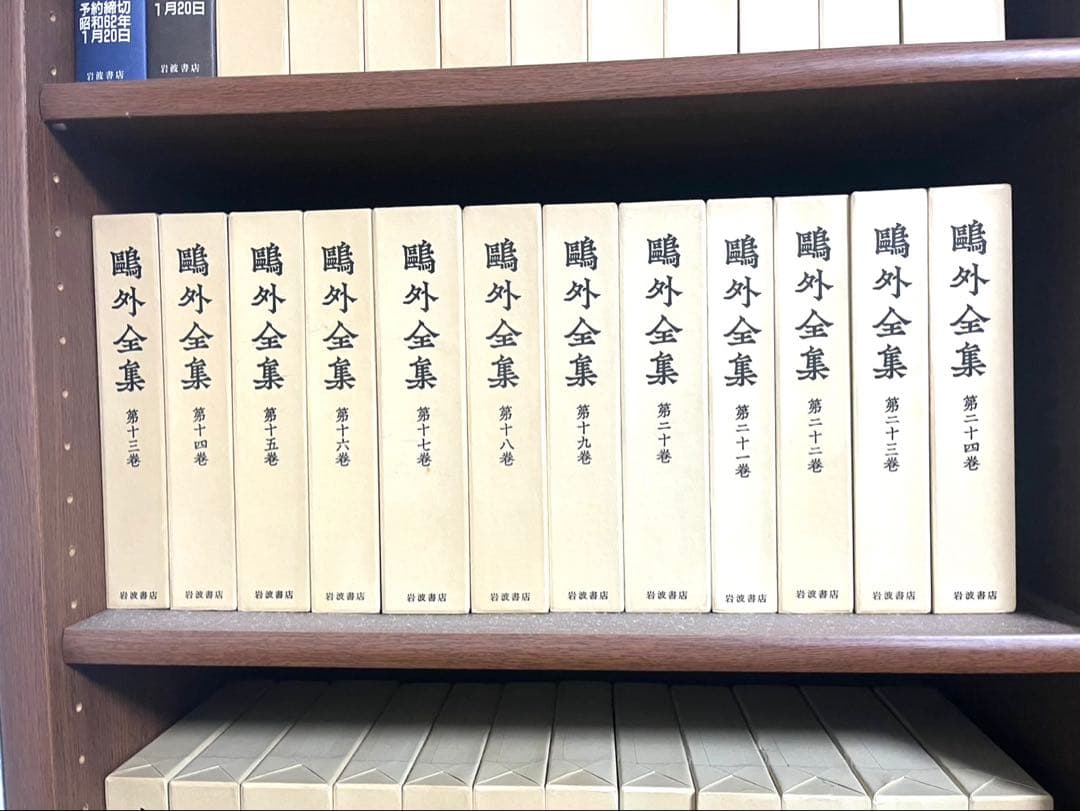 予約締切
昭和62年
1月20日
岩波書店
1月20日
岩波書店
鷗外全集
第十三巻
岩波書店
鷗外全集
第十四巻
岩波書店
鷗外全集
第十五巻
岩波書店
鷗外全集
第十六巻
岩波書店
鷗外全集
第十七巻
岩波書店
鷗外全集
第十八巻
岩波書店
鷗外全集
第十九巻
岩波書店
鷗外全集
第二十巻
岩波書店
鷗外全集
第二十一巻
岩波書店
鷗外全集
第二十二巻
岩波書店
鷗外全集
第二十三巻
岩波書店
鷗外全集
第二十四巻
岩波書店